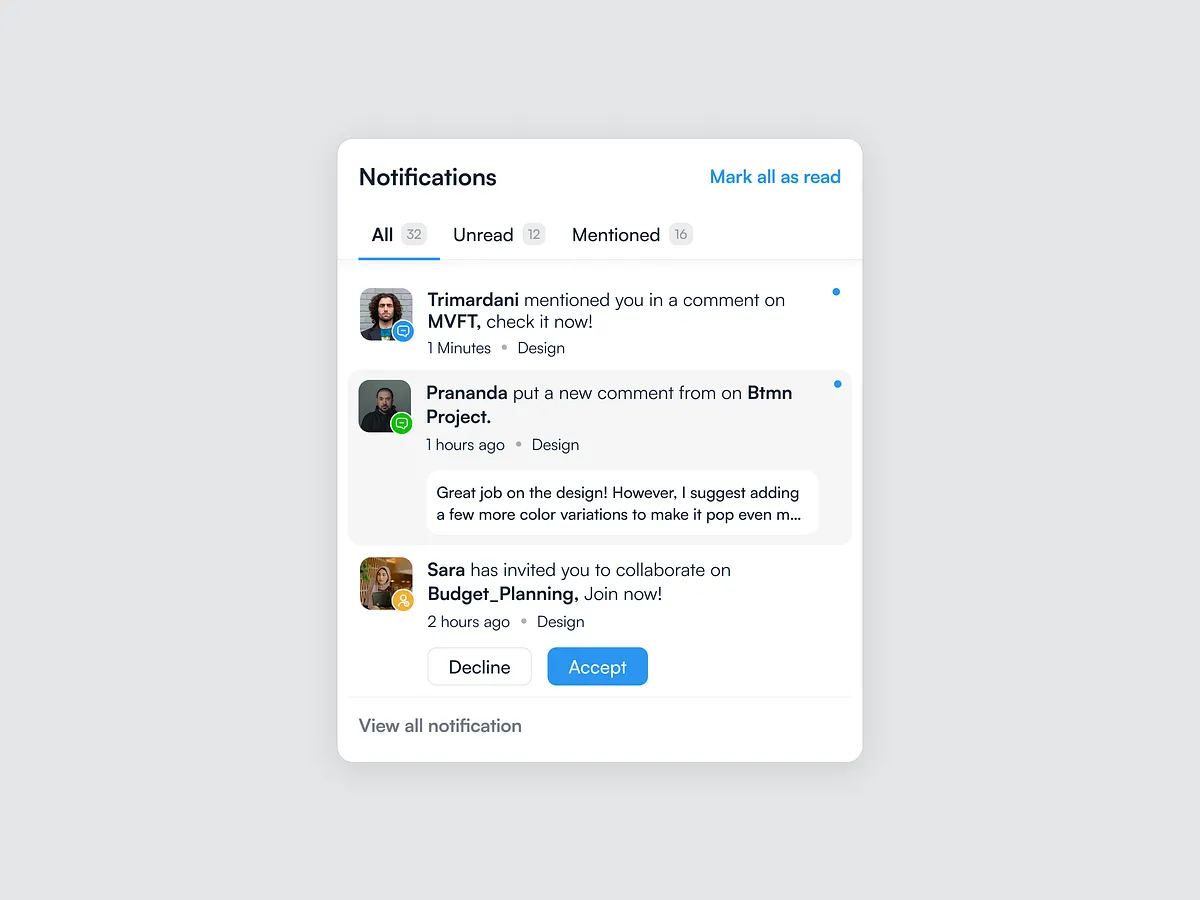 Notifications
Mark all as read
All 32 Unread 12 Mentioned 16
Trimardani mentioned you in a comment on
MVFT, check it now!
1 Minutes • Design
Prananda put a new comment from on Btmn
Project.
1 hours ago • Design
Great job on the design! However, I suggest adding
a few more color variations to make it pop even m...
Sara has invited you to collaborate on
Budget_Planning, Join now!
2 hours ago • Design
Decline Accept
View all notification